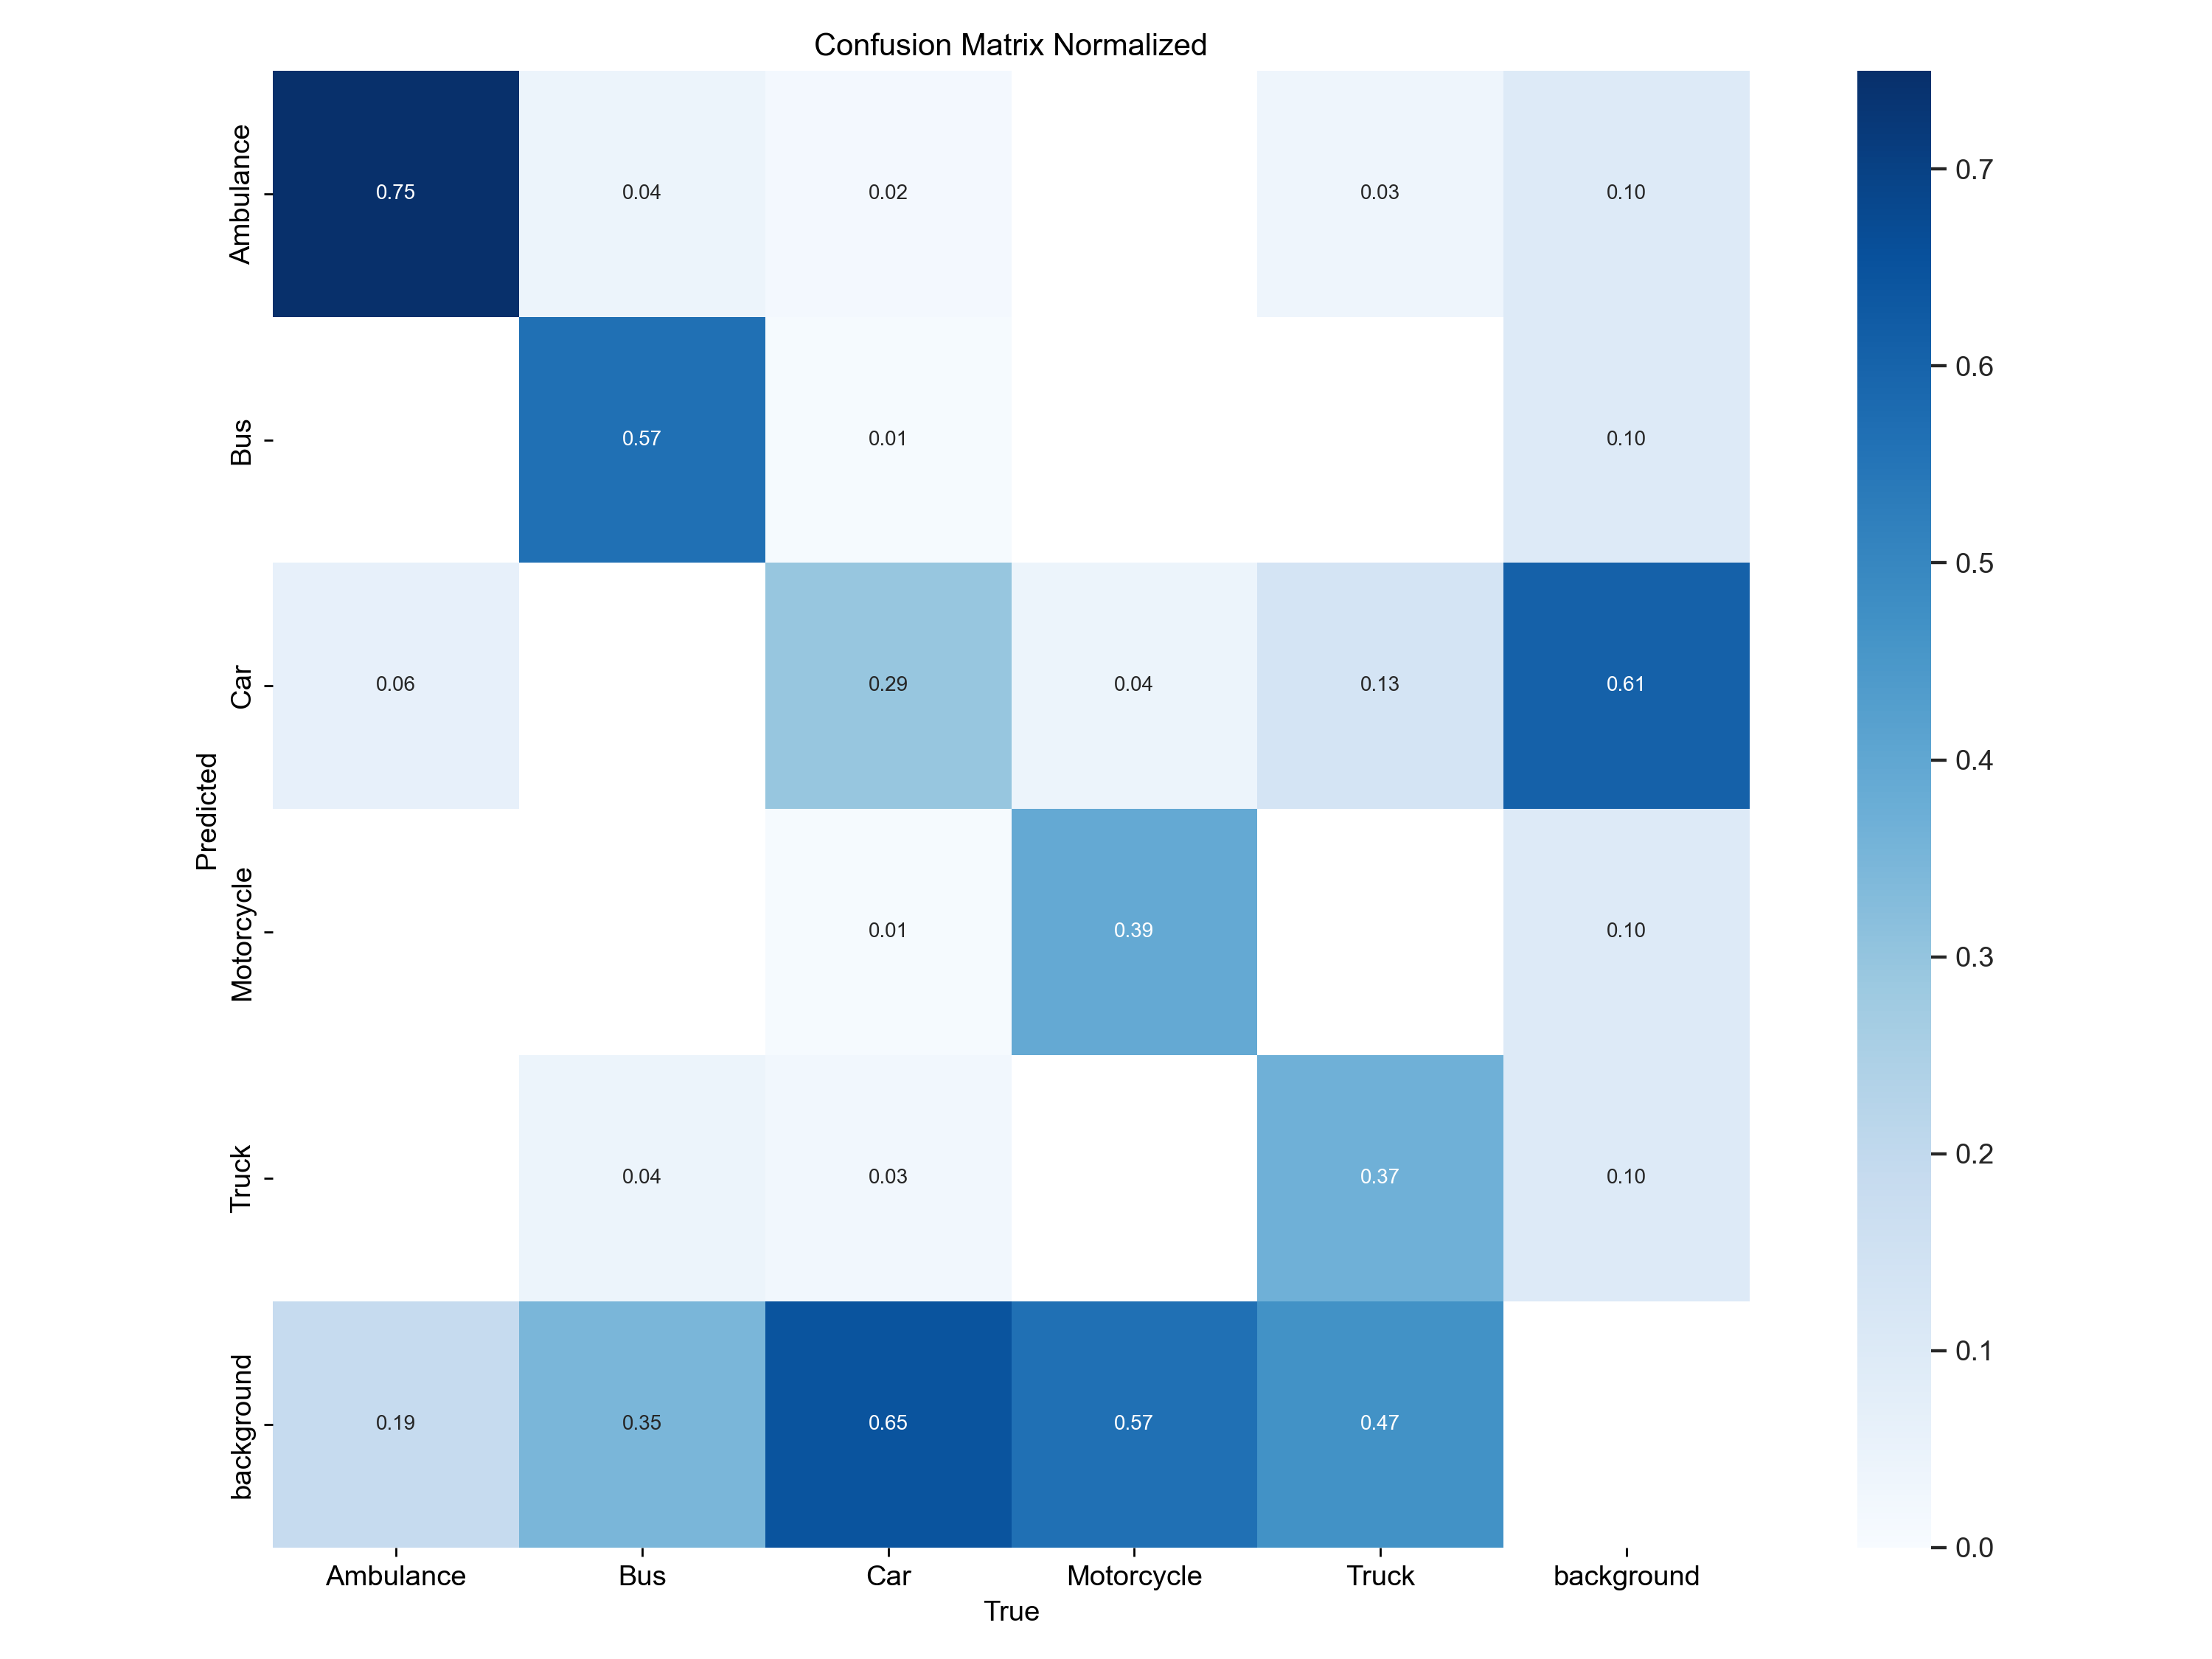 Confusion Matrix Normalized
Ambulance
0.75 0.04 0.02 0.03 0.10
Bus
0.57 0.01 0.10
Car
0.06 0.29 0.04 0.13 0.61
Motorcycle
0.01 0.39 0.10
Truck
0.04 0.03 0.37 0.10
background
0.19 0.35 0.65 0.57 0.47
Predicted
Ambulance Bus Car Motorcycle Truck background
True
0.7
0.6
0.5
0.4
0.3
0.2
0.1
0.0